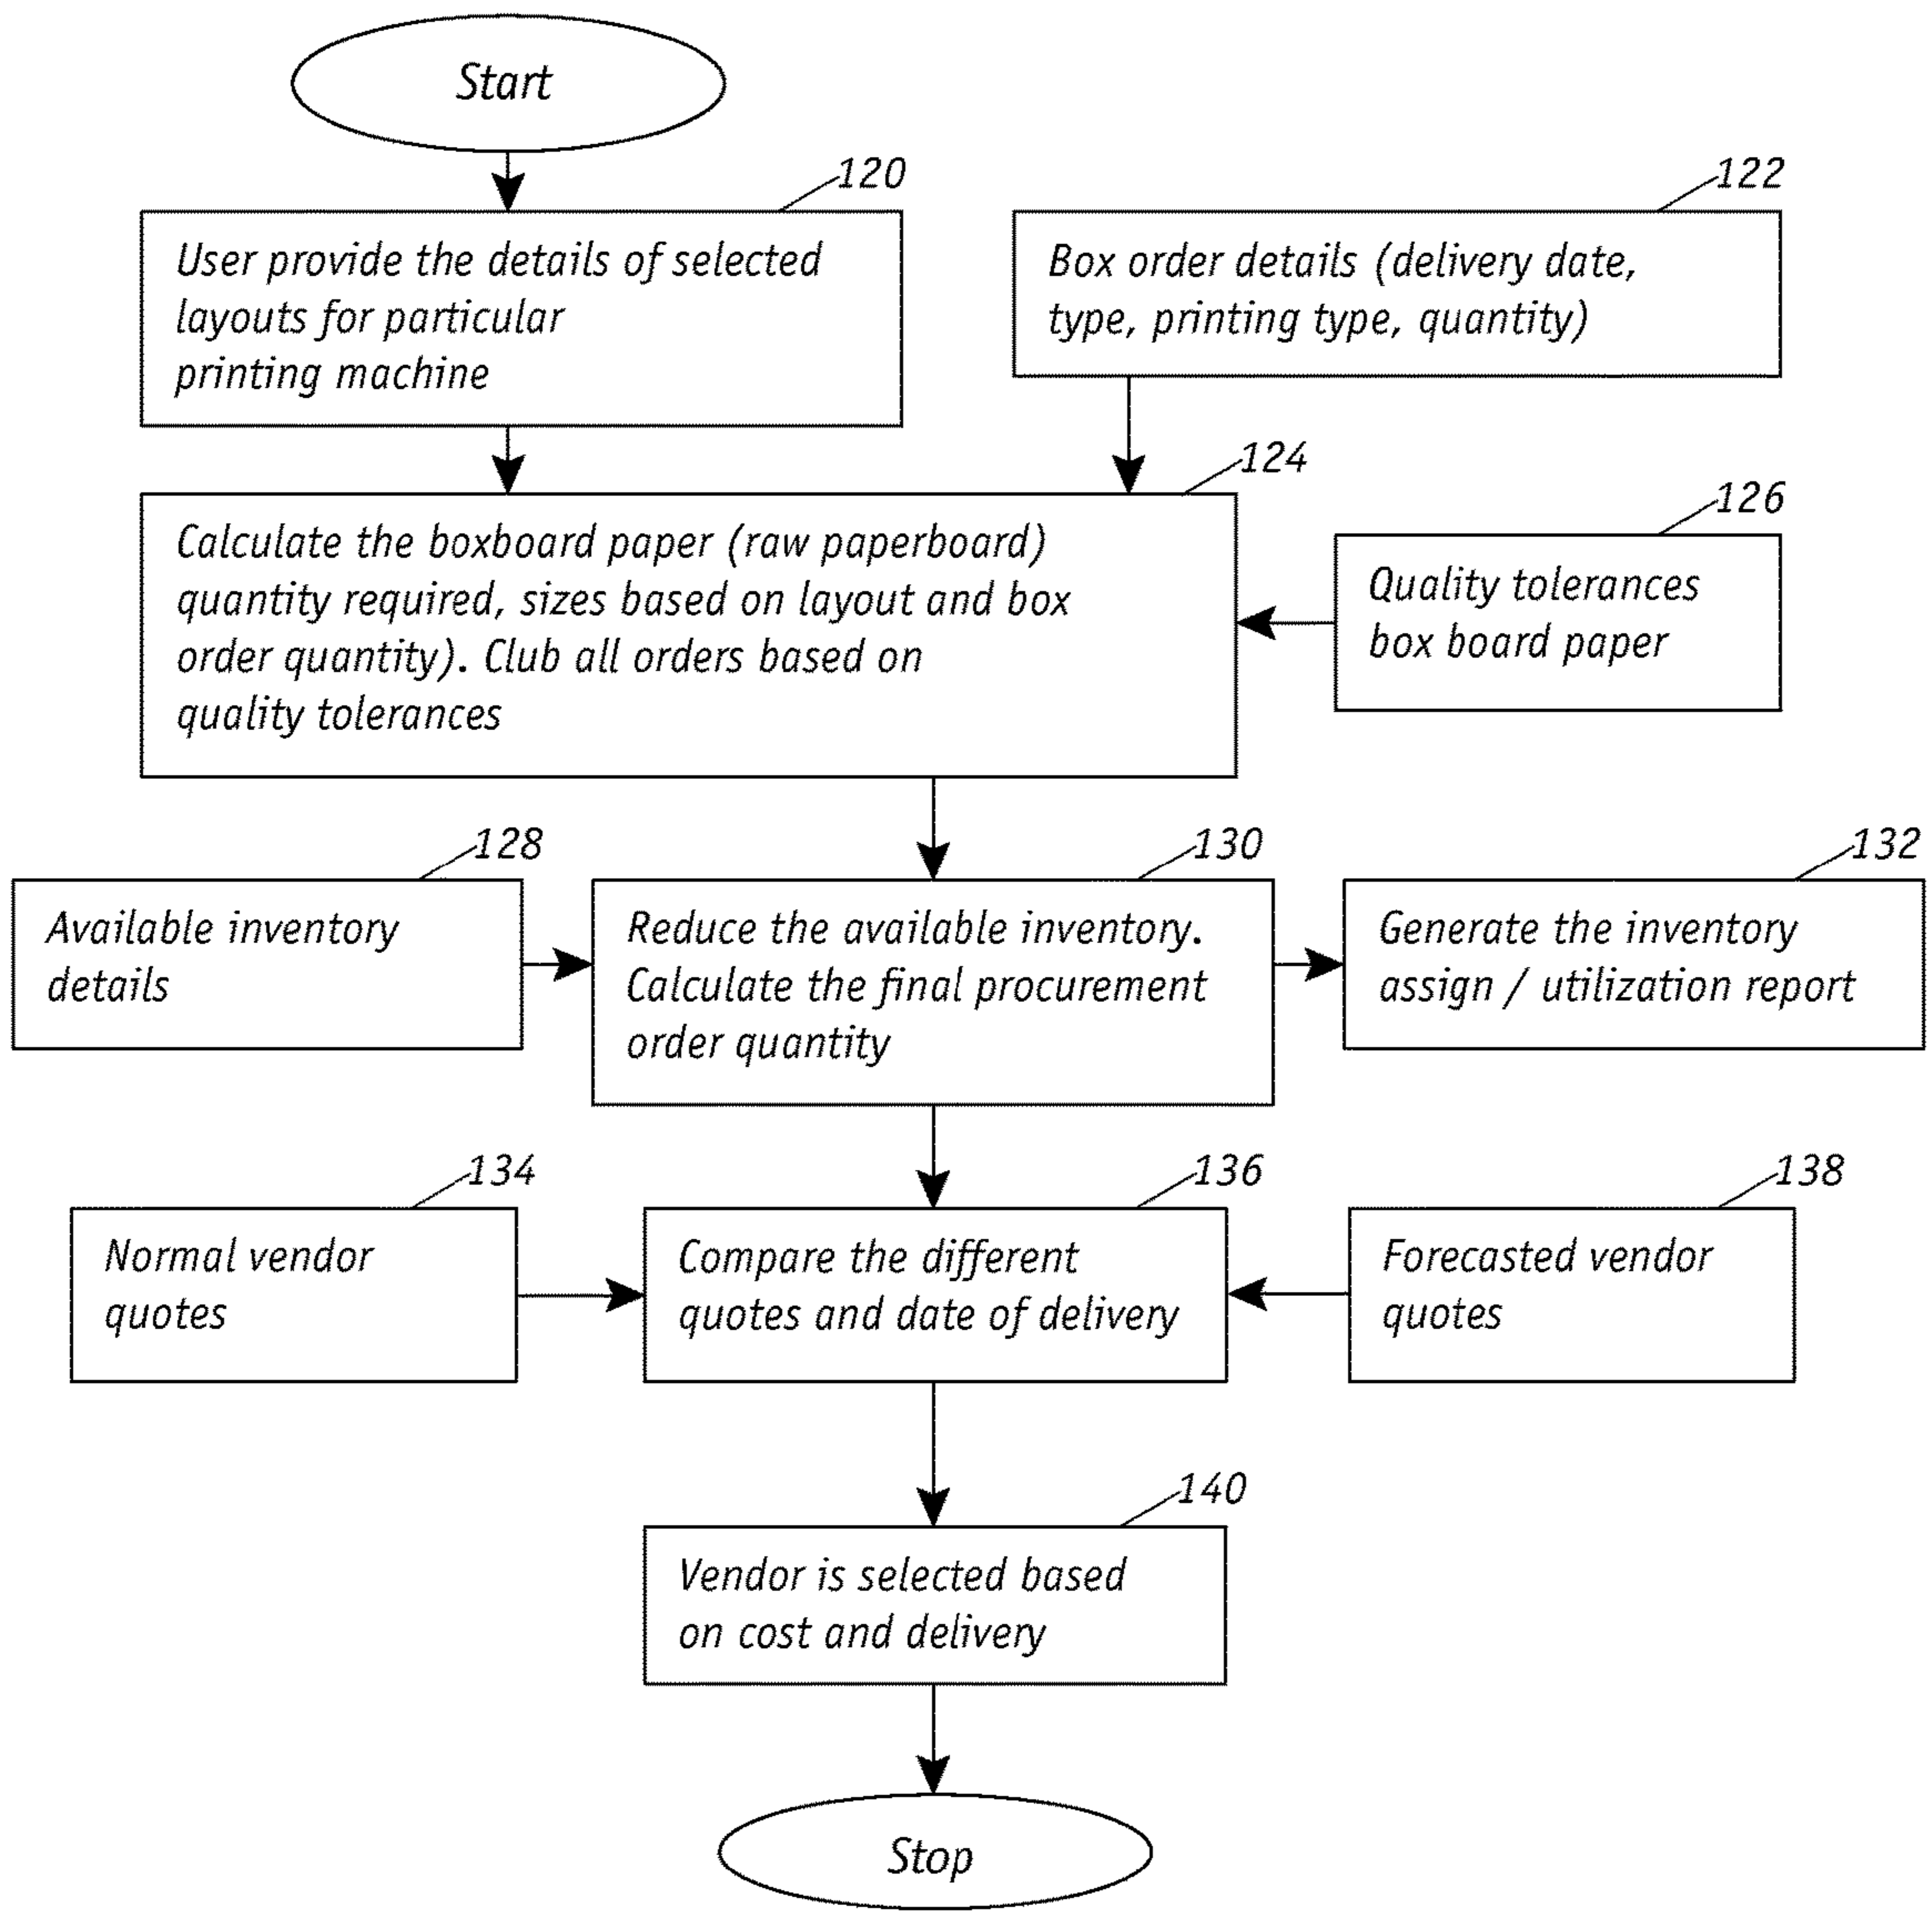 Start
120
User provide the details of selected
layouts for particular
printing machine
122
Box order details (delivery date,
type, printing type, quantity)
124
Calculate the boxboard paper (raw paperboard)
quantity required, sizes based on layout and box
order quantity). Club all orders based on
quality tolerances
126
Quality tolerances
box board paper
128
Available inventory
details
130
Reduce the available inventory.
Calculate the final procurement
order quantity
132
Generate the inventory
assign / utilization report
134
Normal vendor
quotes
136
Compare the different
quotes and date of delivery
138
Forecasted vendor
quotes
140
Vendor is selected based
on cost and delivery
Stop